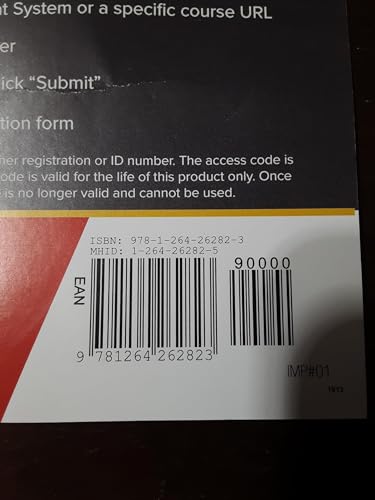 nt System or a specific course URL
er
ick “Submit”
tion form
her registration or ID number. The access code is
ode is valid for the life of this product only. Once
e is no longer valid and cannot be used.
ISBN: 978-1-264-26282-3
MHID: 1-264-26282-5
90000
EAN
9 781264 262823
IMP#01